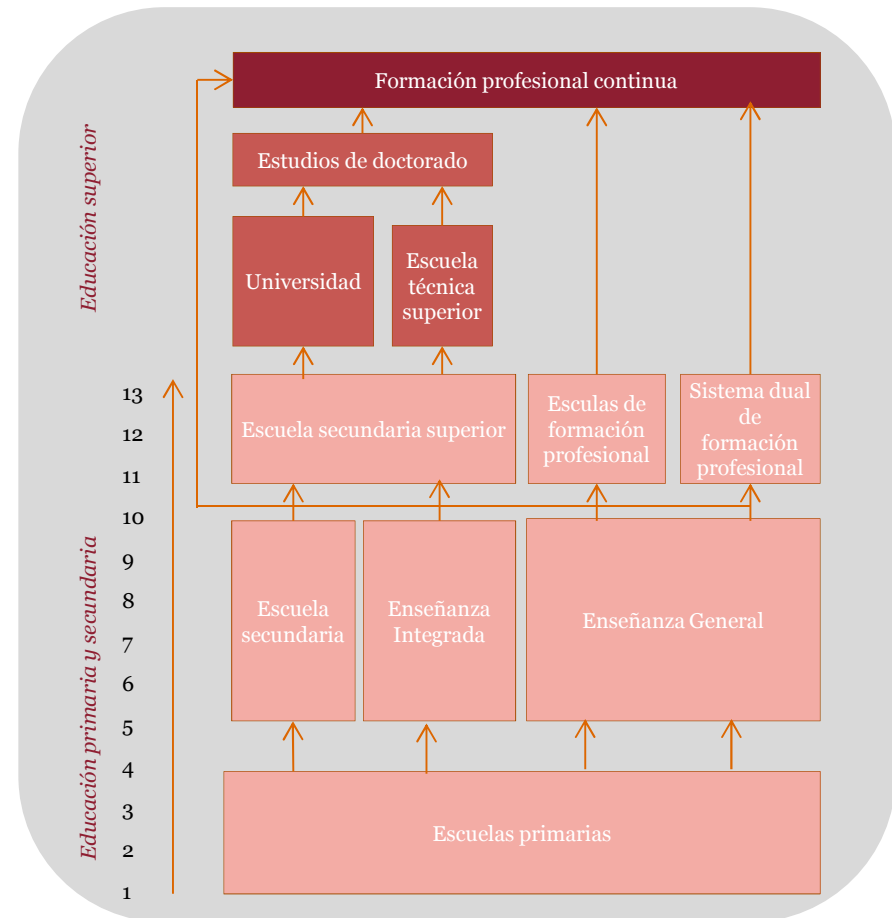 Formación profesional continua
Educación superior
Estudios de doctorado
Universidad
Escuela
técnica
superior
13
12
11
10
9
8
7
6
5
4
3
2
1
Educación primaria y secundaria
Escuela secundaria superior
Esculas de
formación
profesional
Sistema dual
de
formación
profesional
Escuela
secundaria
Enseñanza
Integrada
Enseñanza General
Escuelas primarias